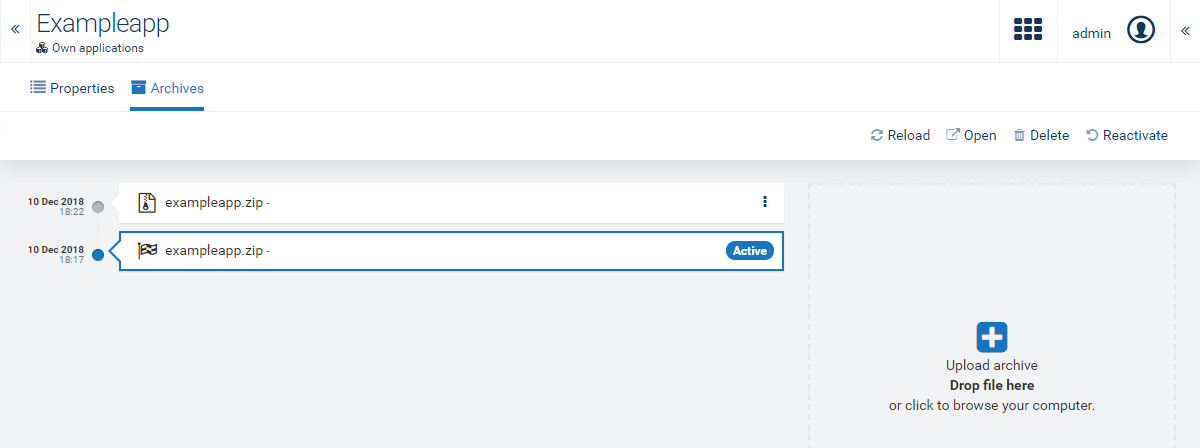 Exampleapp
Own applications
admin
Properties
Archives
Reload
Open
Delete
Reactivate
10 Dec 2018
18:22
exampleapp.zip -
10 Dec 2018
18:17
exampleapp.zip -
Active
Upload archive
Drop file here
or click to browse your computer.